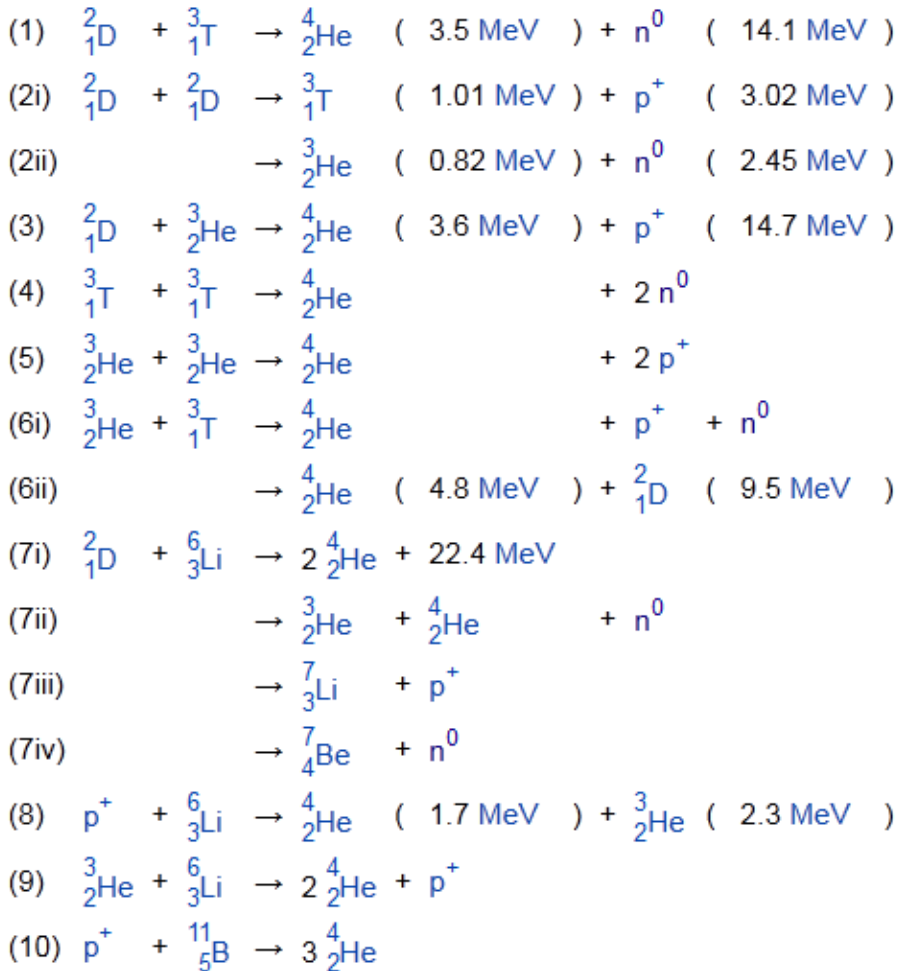 (1) ²₁D + ³₁T → ⁴₂He ( 3.5 MeV ) + n⁰ ( 14.1 MeV )
(2i) ²₁D + ²₁D → ³₁T ( 1.01 MeV ) + p⁺ ( 3.02 MeV )
(2ii) → ³₂He ( 0.82 MeV ) + n⁰ ( 2.45 MeV )
(3) ²₁D + ³₂He → ⁴₂He ( 3.6 MeV ) + p⁺ ( 14.7 MeV )
(4) ³₁T + ³₁T → ⁴₂He + 2 n⁰
(5) ³₂He + ³₂He → ⁴₂He + 2 p⁺
(6i) ³₂He + ³₁T → ⁴₂He + p⁺ + n⁰
(6ii) → ⁴₂He ( 4.8 MeV ) + ²₁D ( 9.5 MeV )
(7i) ²₁D + ⁶₃Li → 2 ⁴₂He + 22.4 MeV
(7ii) → ³₂He + ⁴₂He + n⁰
(7iii) → ⁷₃Li + p⁺
(7iv) → ⁷₄Be + n⁰
(8) p⁺ + ⁶₃Li → ⁴₂He ( 1.7 MeV ) + ³₂He ( 2.3 MeV )
(9) ³₂He + ⁶₃Li → 2 ⁴₂He + p⁺
(10) p⁺ + ¹¹₅B → 3 ⁴₂He